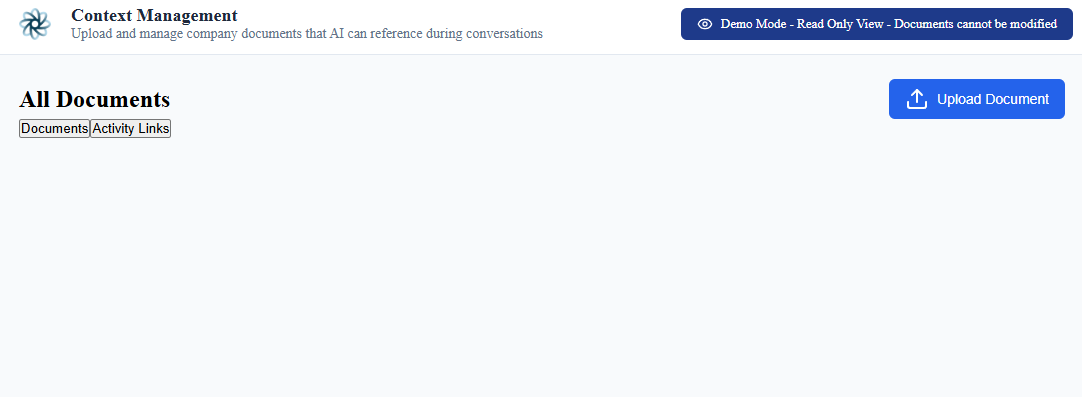 Context Management
Upload and manage company documents that AI can reference during conversations
Demo Mode - Read Only View - Documents cannot be modified
All Documents
Upload Document
Documents
Activity Links